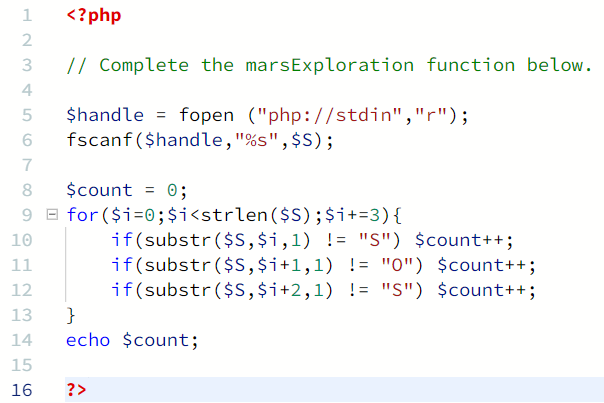 1 <?php
2
3 // Complete the marsExploration function below.
4
5 $handle = fopen ("php://stdin","r");
6 fscanf($handle,"%s",$S);
7
8 $count = 0;
9 for($i=0;$i<strlen($S);$i+=3){
10     if(substr($S,$i,1) != "S") $count++;
11     if(substr($S,$i+1,1) != "O") $count++;
12     if(substr($S,$i+2,1) != "S") $count++;
13 }
14 echo $count;
15
16 ?>